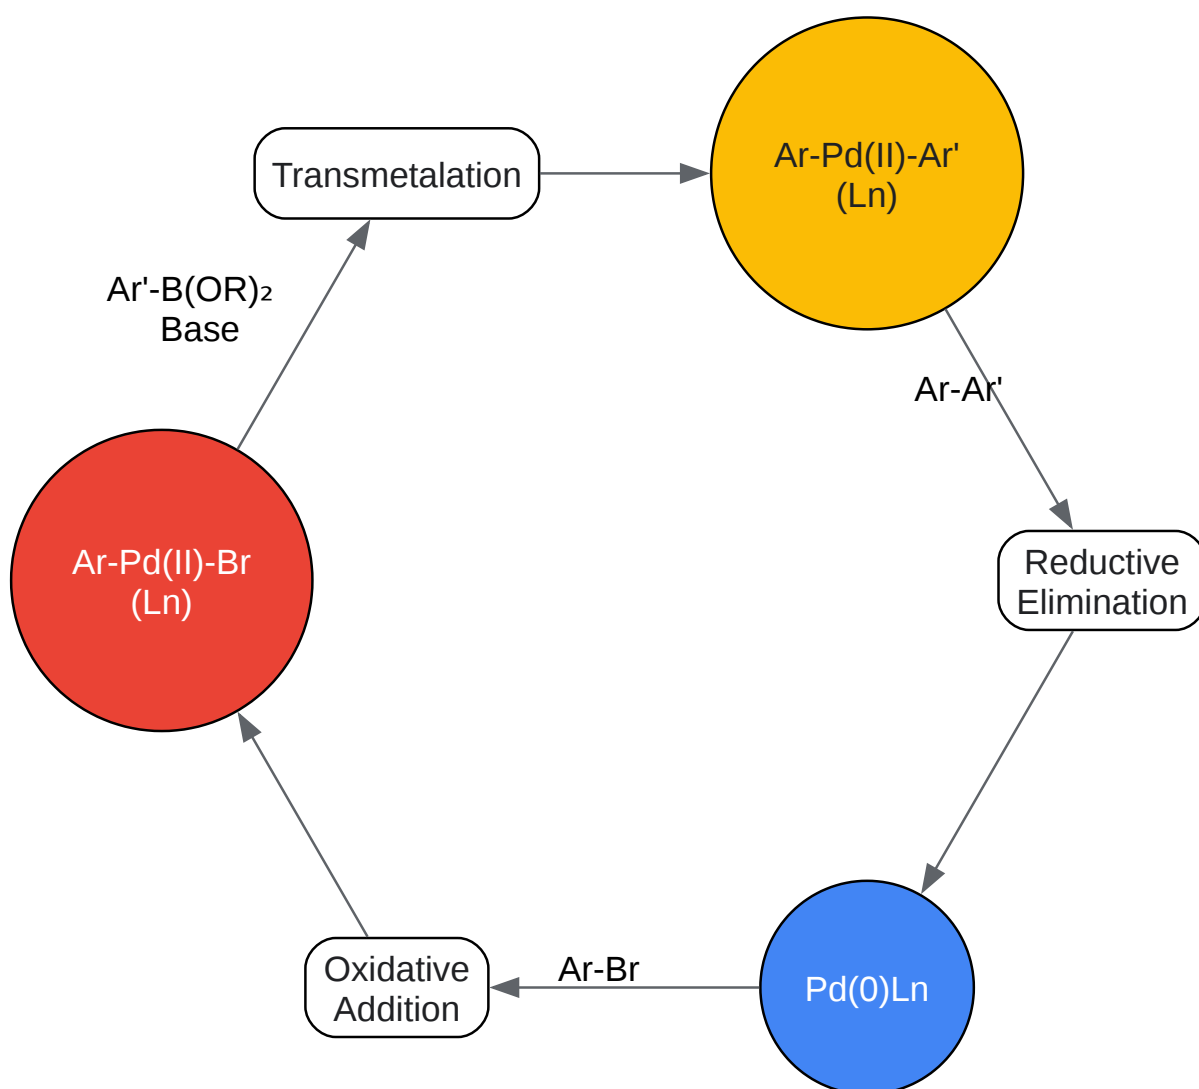 Ar-Pd(II)-Ar'
(Ln)
Transmetalation
Ar'-B(OR)₂
Base
Ar-Ar'
Ar-Pd(II)-Br
(Ln)
Reductive
Elimination
Oxidative
Addition
Ar-Br
Pd(0)Ln